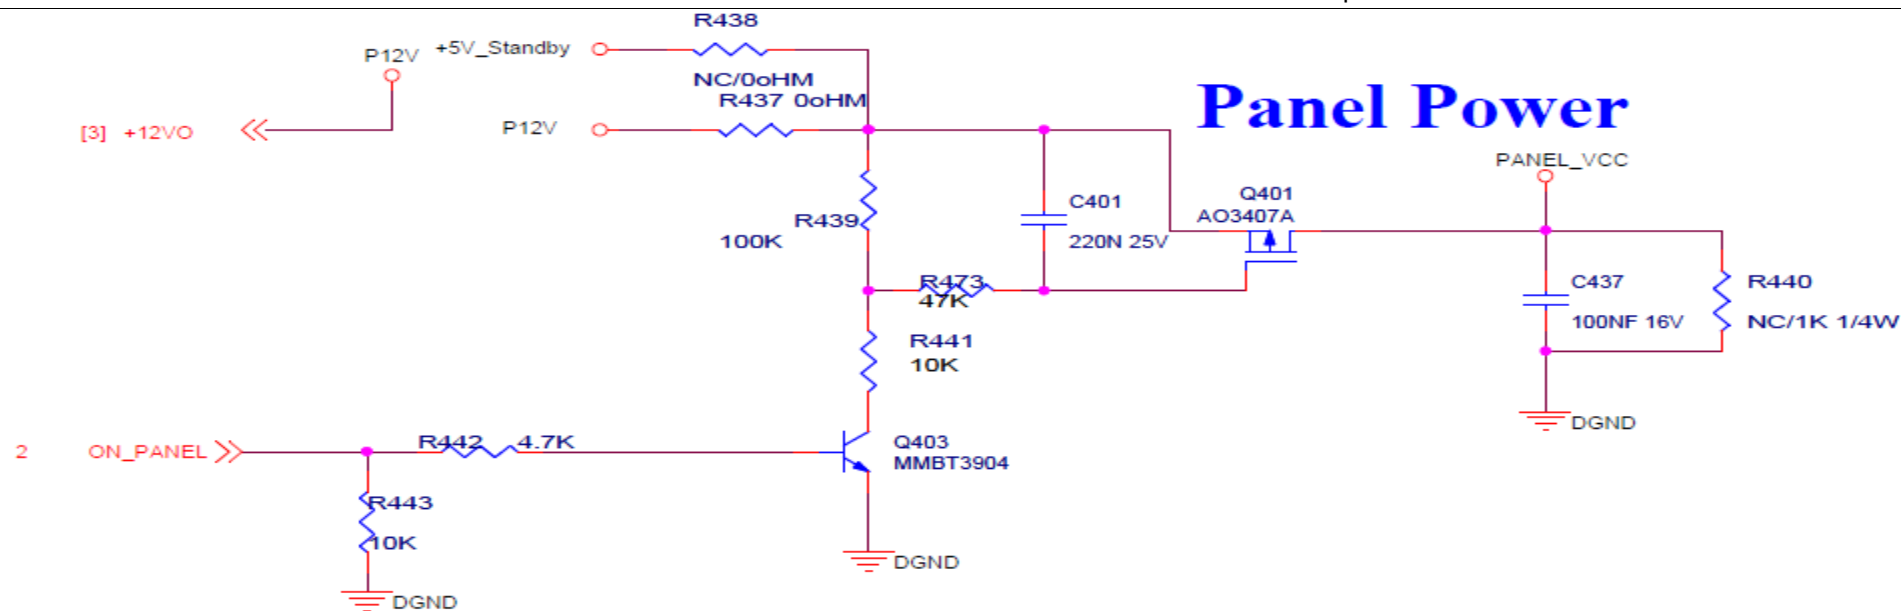 R438
P12V
+5V_Standby
NC/0oHM
R437 0oHM
Panel Power
[3] +12VO
P12V
PANEL_VCC
Q401
AO3407A
C401
220N 25V
R439
100K
R473
47K
C437
100NF 16V
R440
NC/1K 1/4W
R441
10K
DGND
2 ON_PANEL
R442 4.7K
Q403
MMBT3904
R443
10K
DGND
DGND